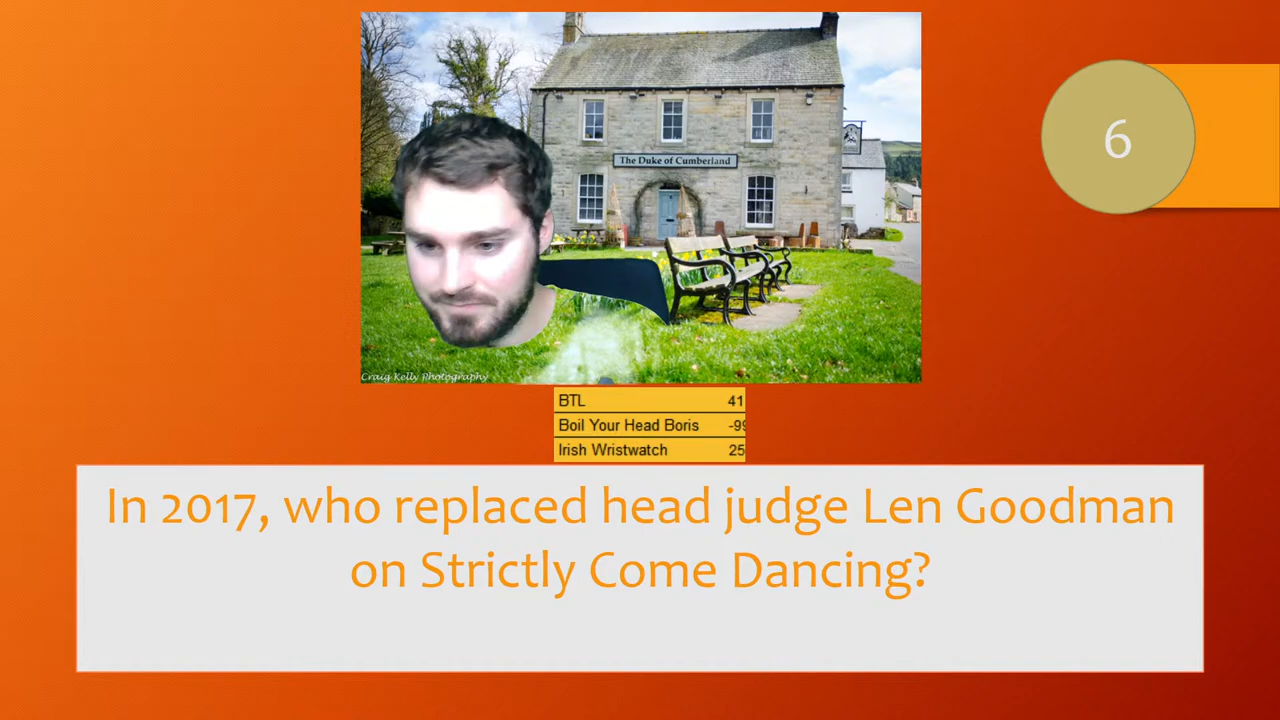 6
The Duke of Cumberland
Craig Kelly Photography
BTL 41
Boil Your Head Boris -99
Irish Wristwatch 25
In 2017, who replaced head judge Len Goodman
on Strictly Come Dancing?